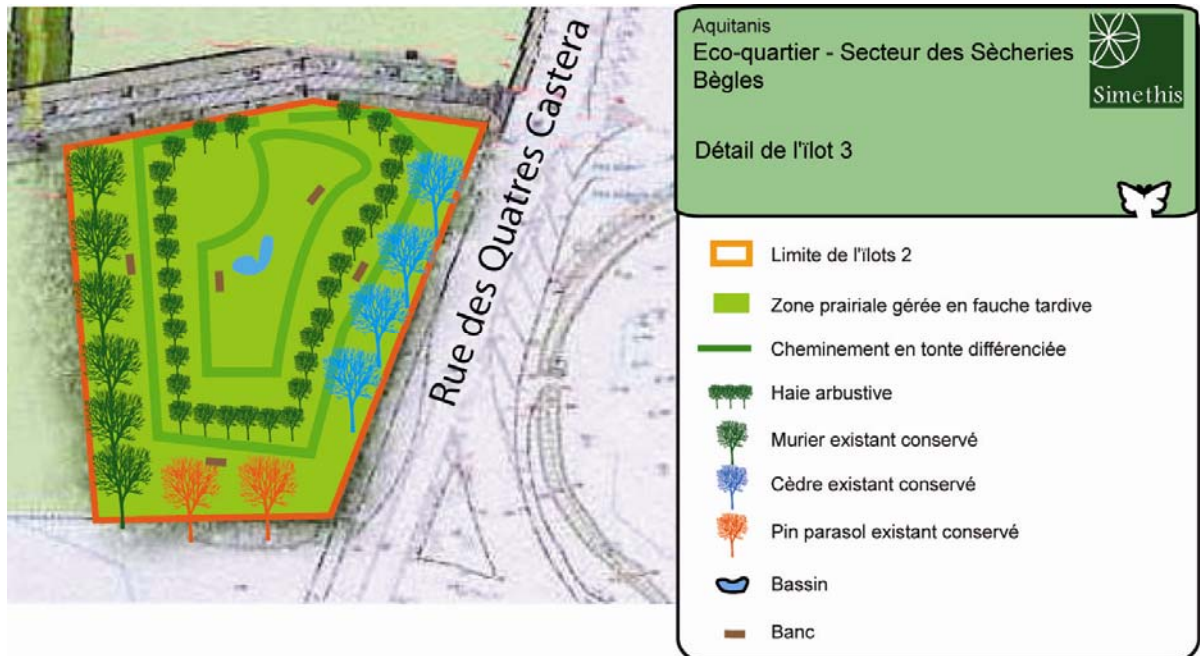 Aquitanis
Eco-quartier - Secteur des Sècheries
Bègles
Simethis
Détail de l'ïlot 3
Rue des Quatres Castera
Limite de l'ïlots 2
Zone prairiale gérée en fauche tardive
Cheminement en tonte différenciée
Haie arbustive
Murier existant conservé
Cèdre existant conservé
Pin parasol existant conservé
Bassin
Banc